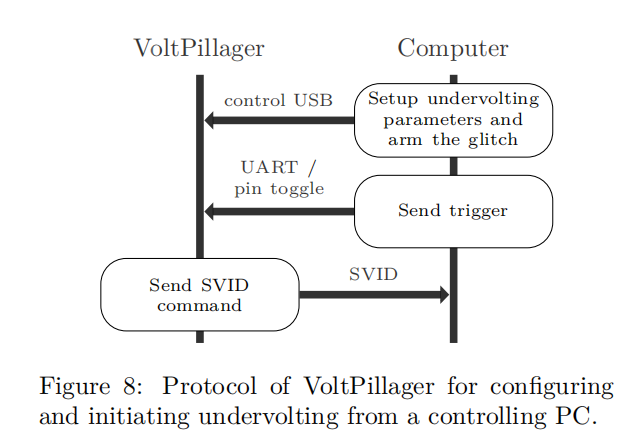 VoltPillager
Computer
control USB
Setup undervolting
parameters and
arm the glitch
UART /
pin toggle
Send trigger
Send SVID
command
SVID
Figure 8: Protocol of VoltPillager for configuring
and initiating undervolting from a controlling PC.